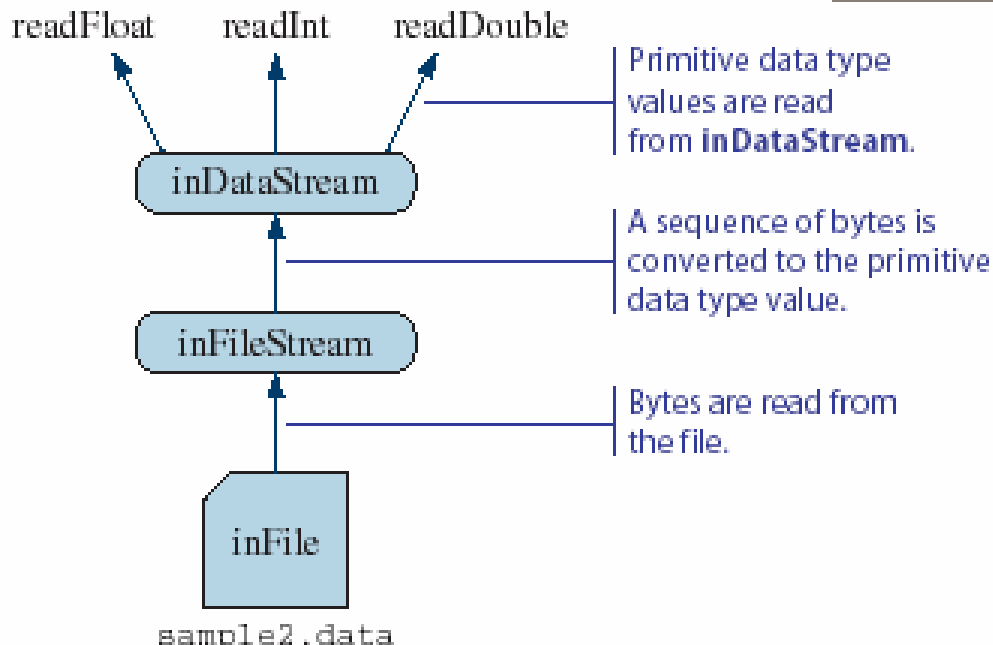 readFloat readInt readDouble
Primitive data type
values are read
from inDataStream.
inDataStream
A sequence of bytes is
converted to the primitive
data type value.
inFileStream
Bytes are read from
the file.
inFile
sample2.data